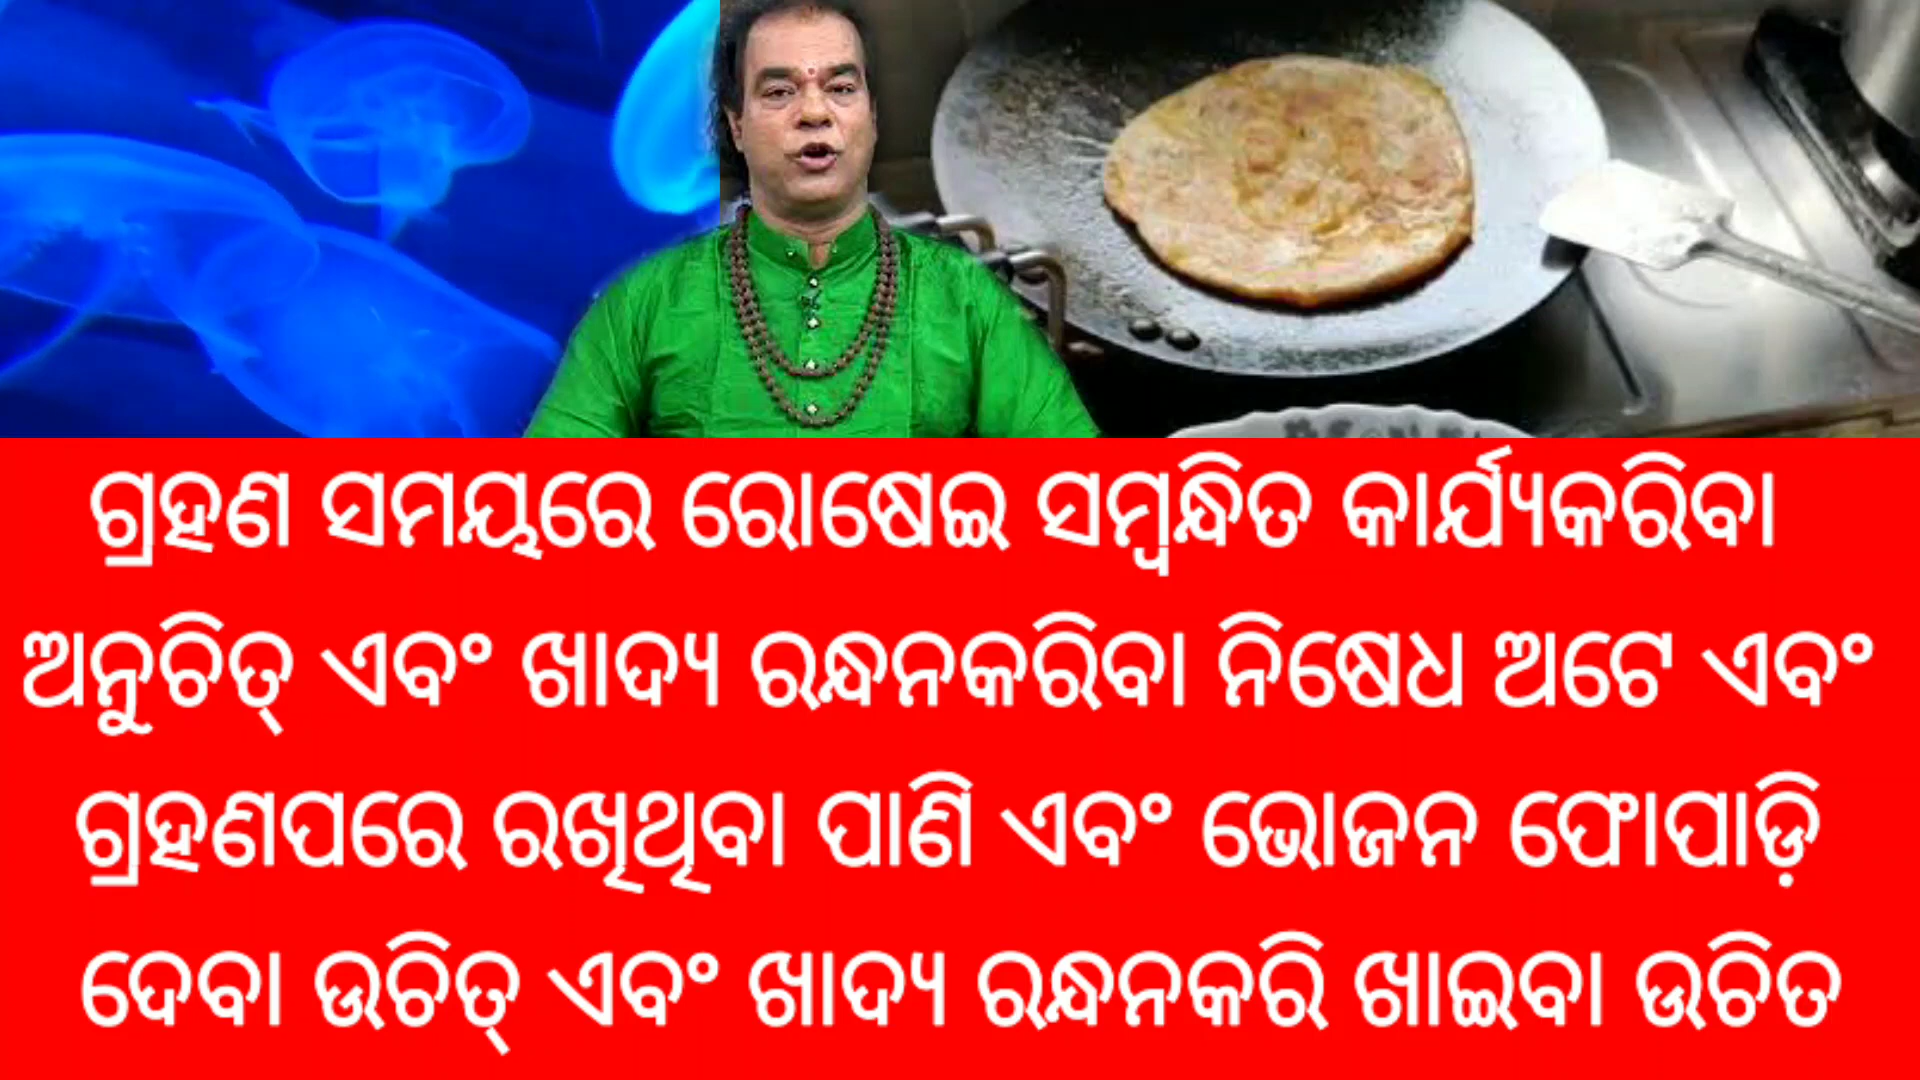 ଗ୍ରହଣ ସମୟରେ ରୋଷେଇ ସମ୍ବନ୍ଧିତ କାର୍ଯ୍ୟକରିବା
ଅନୁଚିତ୍ ଏବଂ ଖାଦ୍ୟ ରନ୍ଧନକରିବା ନିଷେଧ ଅଟେ ଏବଂ
ଗ୍ରହଣପରେ ରଖିଥିବା ପାଣି ଏବଂ ଭୋଜନ ଫୋପାଡ଼ି
ଦେବା ଉଚିତ୍ ଏବଂ ଖାଦ୍ୟ ରନ୍ଧନକରି ଖାଇବା ଉଚିତ